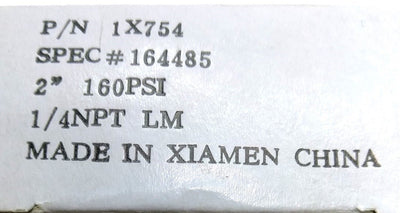 P/N 1X754
SPEC#164485
2" 160PSI
1/4NPT LM
MADE IN XIAMEN CHINA